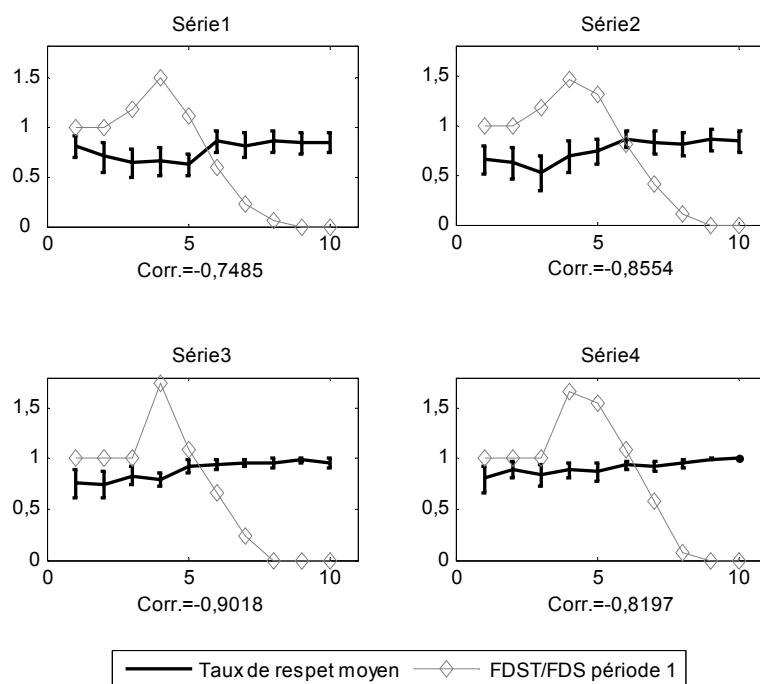 Série1
1.5
1
0.5
0
0
5
10
Corr.=-0,7485
Série2
1,5
1
0,5
0
0
5
10
Corr.=-0,8554
Série3
1,5
1
0,5
0
0
5
10
Corr.=-0,9018
Série4
1,5
1
0,5
0
0
5
10
Corr.=-0,8197
Taux de respet moyen
FDST/FDS période 1